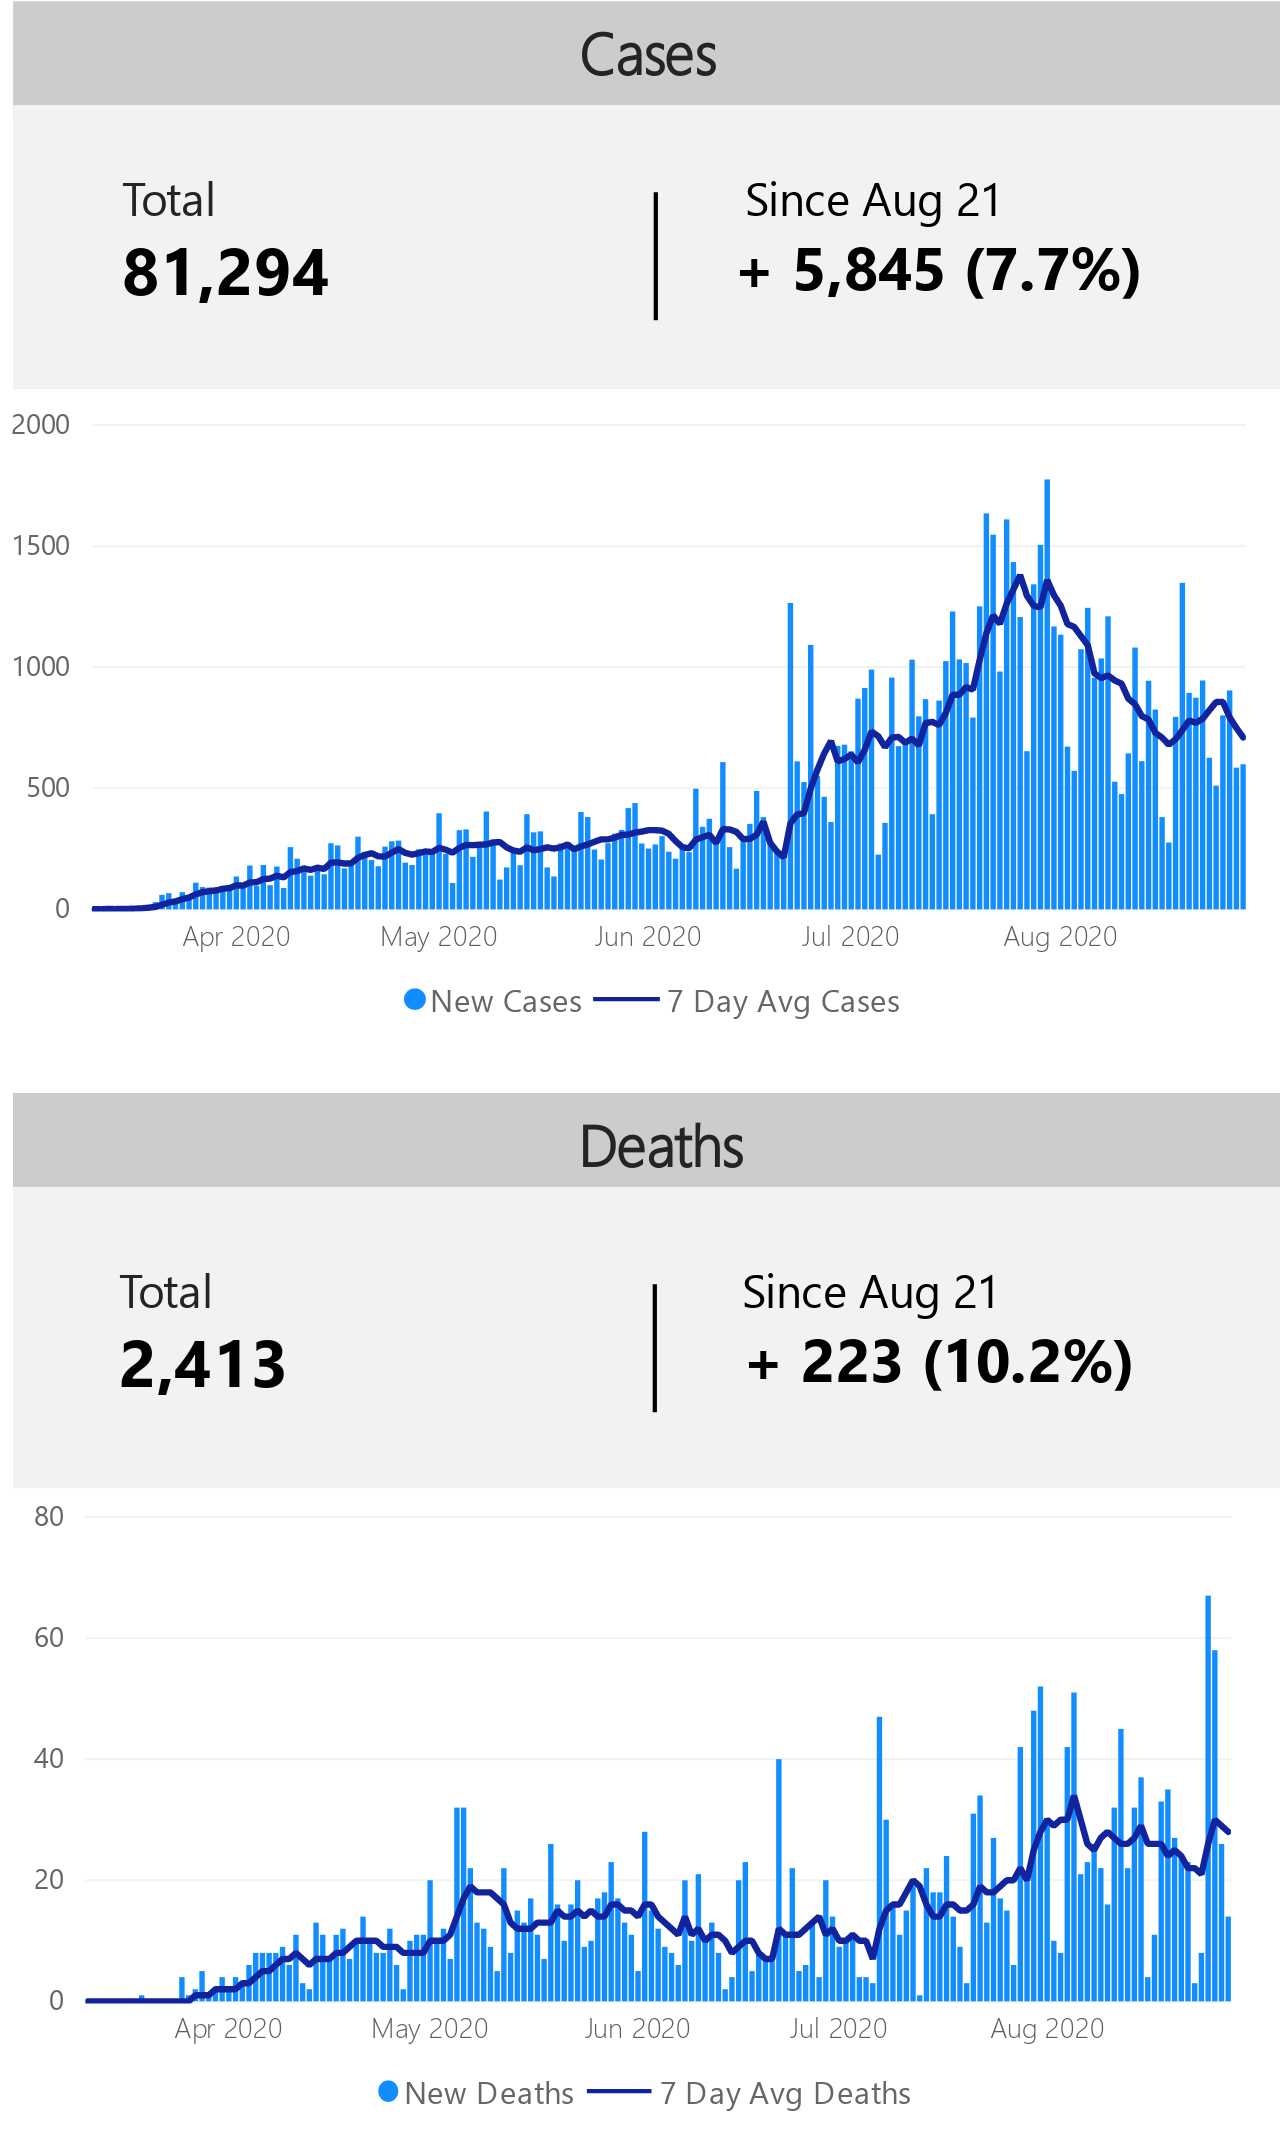 Cases
Total
Since Aug 21
81,294
+ 5,845 (7.7%)
2000
1500
1000
500
0
Apr 2020
May 2020
Jun 2020
Jul 2020
Aug 2020
New Cases
7 Day Avg Cases
Deaths
Total
Since Aug 21
2,413
+ 223 (10.2%)
80
60
40
20
0
Apr 2020
May 2020
Jun 2020
Jul 2020
Aug 2020
New Deaths
7 Day Avg Deaths